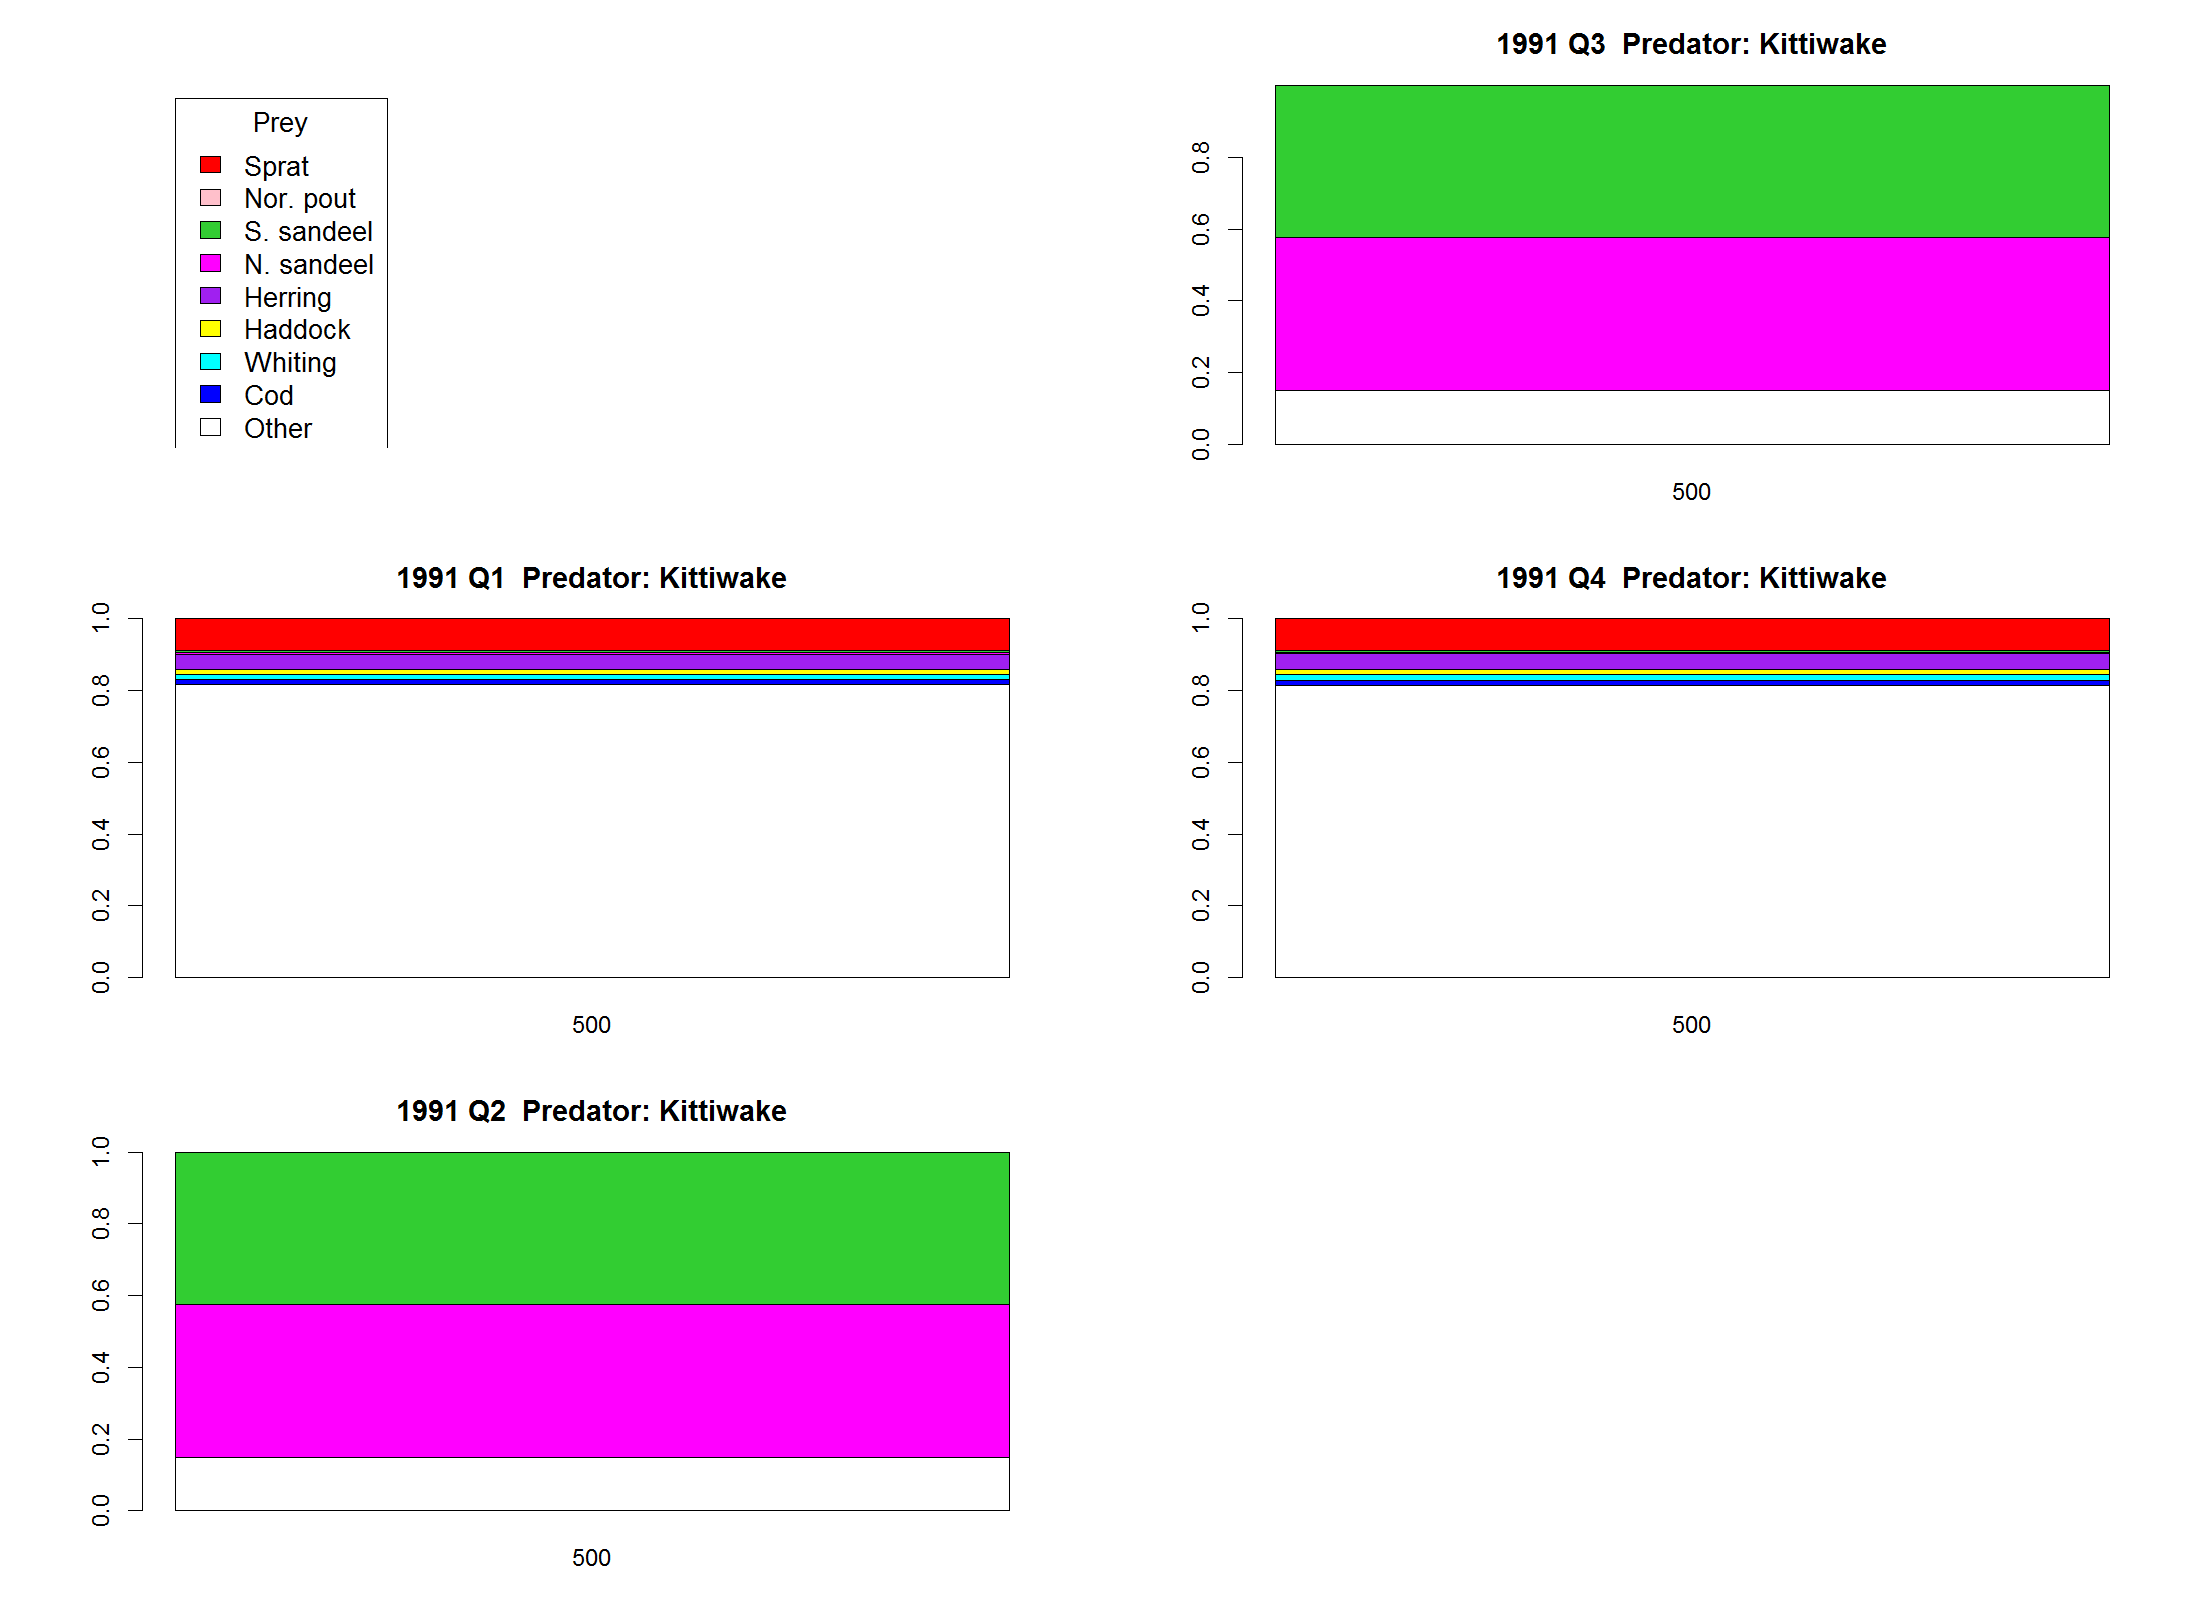 Prey
Sprat
Nor. pout
S. sandeel
N. sandeel
Herring
Haddock
Whiting
Cod
Other
1991 Q3  Predator: Kittiwake
0.8
0.6
0.4
0.2
0.0
500
1991 Q1  Predator: Kittiwake
1.0
0.8
0.6
0.4
0.2
0.0
500
1991 Q4  Predator: Kittiwake
1.0
0.8
0.6
0.4
0.2
0.0
500
1991 Q2  Predator: Kittiwake
1.0
0.8
0.6
0.4
0.2
0.0
500